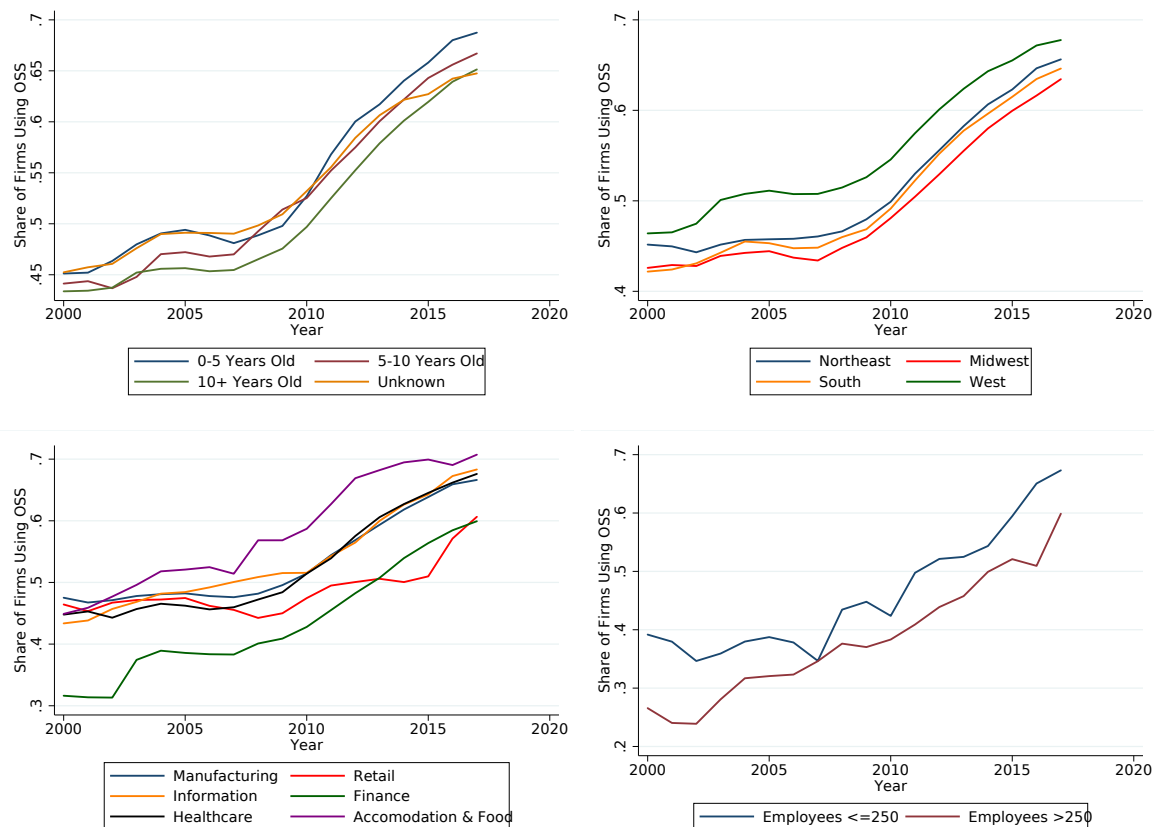 Share of Firms Using OSS
.7
.65
.6
.55
.5
.45
2000 2005 2010 2015 2020
Year
0-5 Years Old 5-10 Years Old
10+ Years Old Unknown
Share of Firms Using OSS
.7
.6
.5
.4
2000 2005 2010 2015 2020
Year
Northeast Midwest
South West
Share of Firms Using OSS
.7
.6
.5
.4
.3
2000 2005 2010 2015 2020
Year
Manufacturing Retail
Information Finance
Healthcare Accomodation & Food
Share of Firms Using OSS
.7
.6
.5
.4
.3
.2
2000 2005 2010 2015 2020
Year
Employees <=250 Employees >250